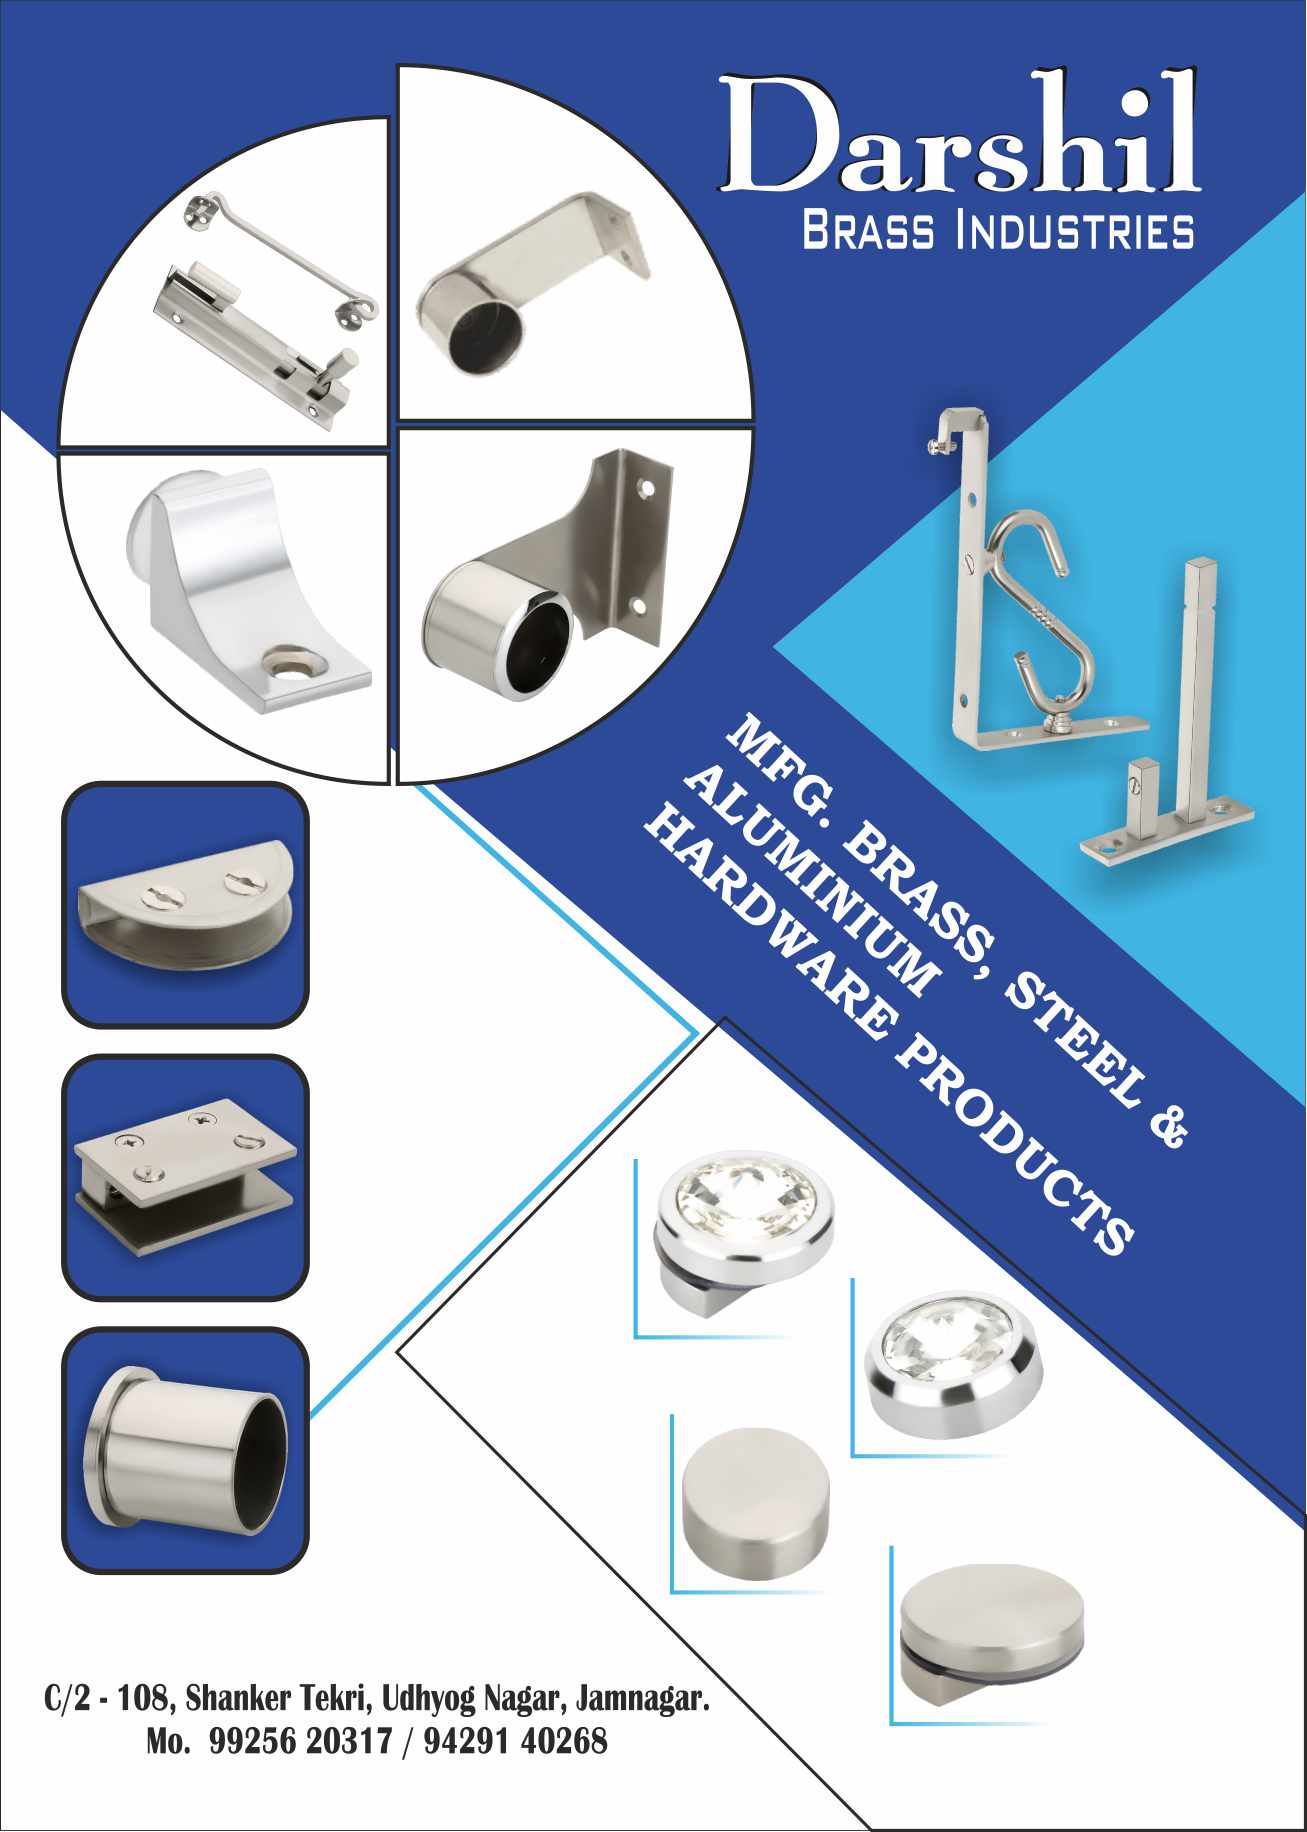 Darshil
BRASS INDUSTRIES
MFG. BRASS, STEEL &
ALUMINIUM
HARDWARE PRODUCTS
C/2 - 108, Shanker Tekri, Udhyog Nagar, Jamnagar.
Mo. 99256 20317 / 94291 40268